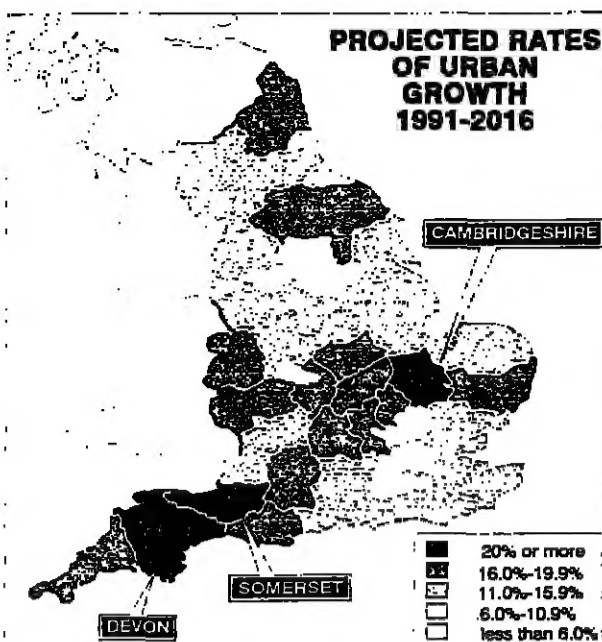 PROJECTED RATES
OF URBAN
GROWTH
1991-2016
CAMBRIDGESHIRE
SOMERSET
DEVON
20% or more
16.0%-19.9%
11.0%-15.9%
6.0%-10.9%
less than 6.0%